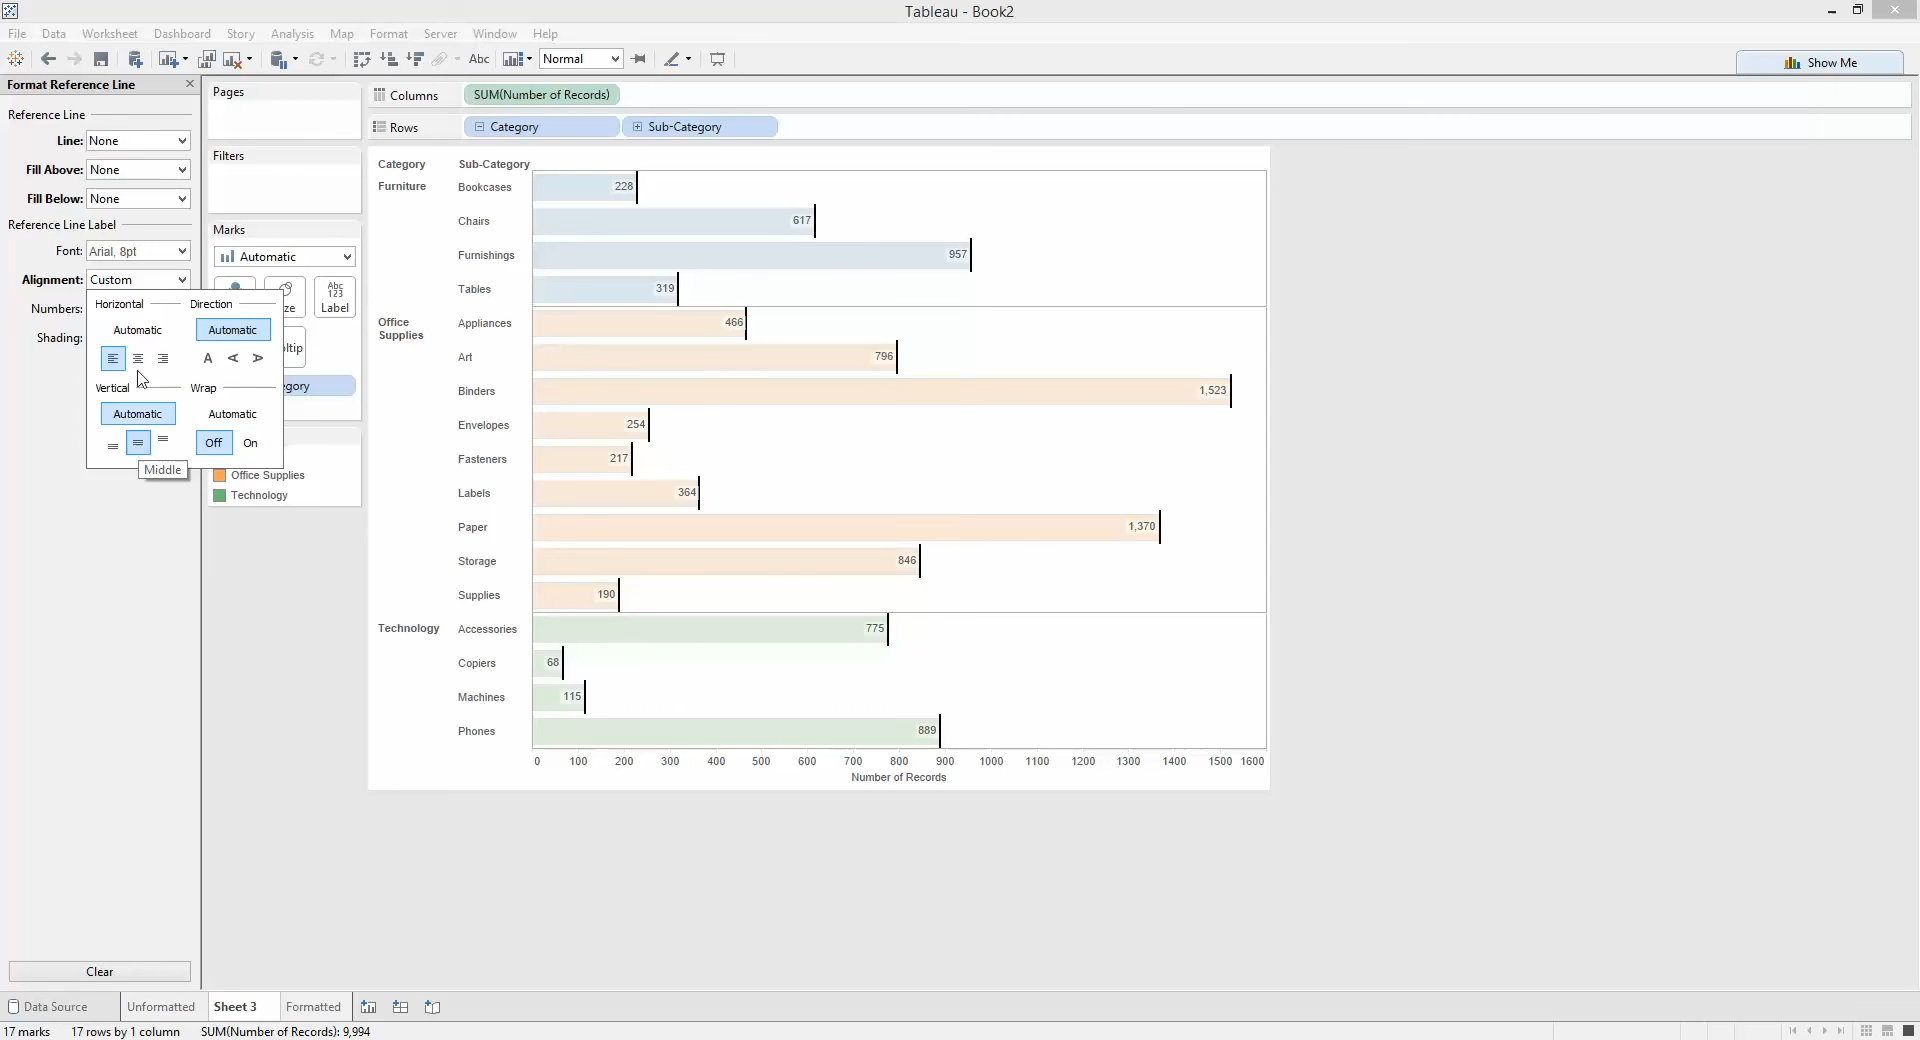 Tableau - Book2
File Data Worksheet Dashboard Story Analysis Map Format Server Window Help
Abc Normal Show Me
Format Reference Line
Reference Line
Line: None
Fill Above: None
Fill Below: None
Reference Line Label
Font: Arial, 8pt
Alignment: Custom
Numbers:
Shading:
Horizontal Direction
Automatic Automatic
A A A
Vertical Wrap
Automatic Automatic
Off On
Middle
Clear
Pages
Filters
Marks
Automatic
Abc
123
Label
Office Supplies
Technology
Columns SUM(Number of Records)
Rows Category Sub-Category
Category Sub-Category
Furniture Bookcases 228
Chairs 617
Furnishings 957
Tables 319
Office
Supplies
Appliances 466
Art 796
Binders 1,523
Envelopes 254
Fasteners 217
Labels 364
Paper 1,370
Storage 846
Supplies 190
Technology Accessories 775
Copiers 68
Machines 115
Phones 889
0 100 200 300 400 500 600 700 800 900 1000 1100 1200 1300 1400 1500 1600
Number of Records
Data Source Unformatted Sheet 3 Formatted
17 marks 17 rows by 1 column SUM(Number of Records): 9,994